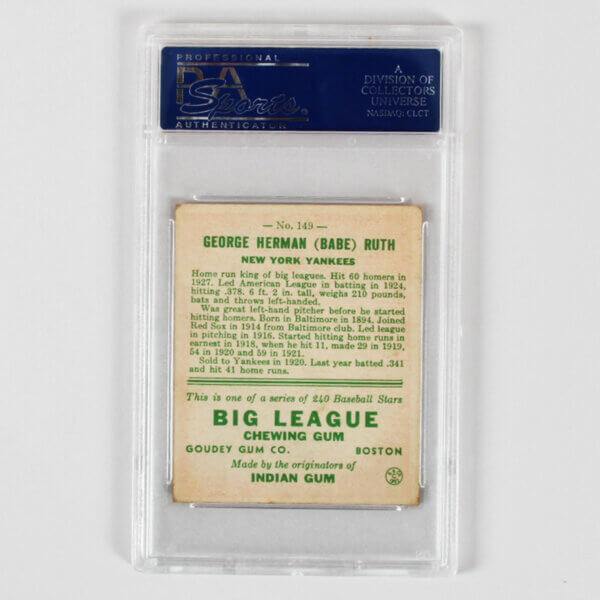 PROFESSIONAL
PSA
Sports
AUTHENTICATOR
A
DIVISION OF
COLLECTORS
UNIVERSE
NASDAQ: CLCT
— No. 149 —
GEORGE HERMAN (BABE) RUTH
NEW YORK YANKEES
Home run king of big leagues. Hit 60 homers in
1927. Led American League in batting in 1924,
hitting .378. 6 ft. 2 in. tall, weighs 210 pounds,
bats and throws left-handed.
Was great left-hand pitcher before he started
hitting homers. Born in Baltimore in 1894. Joined
Red Sox in 1914 from Baltimore club. Led league
in pitching in 1916. Started hitting home runs in
earnest in 1918, when he hit 11, made 29 in 1919,
54 in 1920 and 59 in 1921.
Sold to Yankees in 1920. Last year batted .341
and hit 41 home runs.
This is one of a series of 240 Baseball Stars
BIG LEAGUE
CHEWING GUM
GOUDEY GUM CO. BOSTON
Made by the originators of
INDIAN GUM